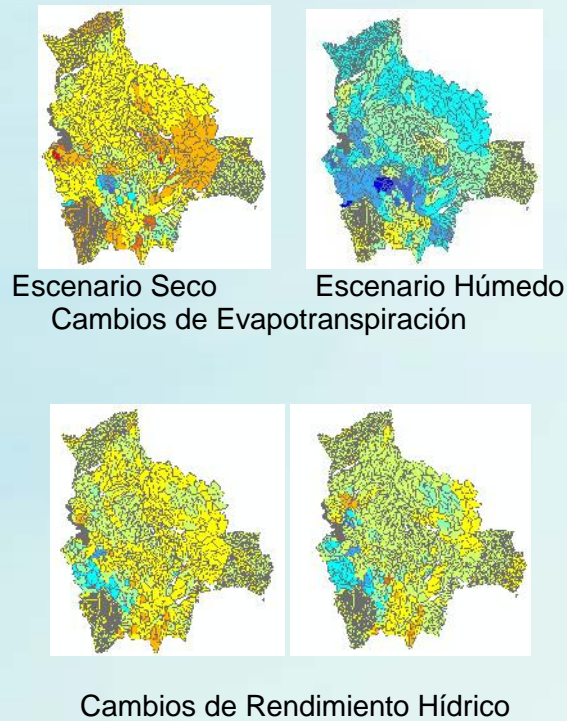 Escenario Seco Escenario Húmedo
Cambios de Evapotranspiración
Cambios de Rendimiento Hídrico